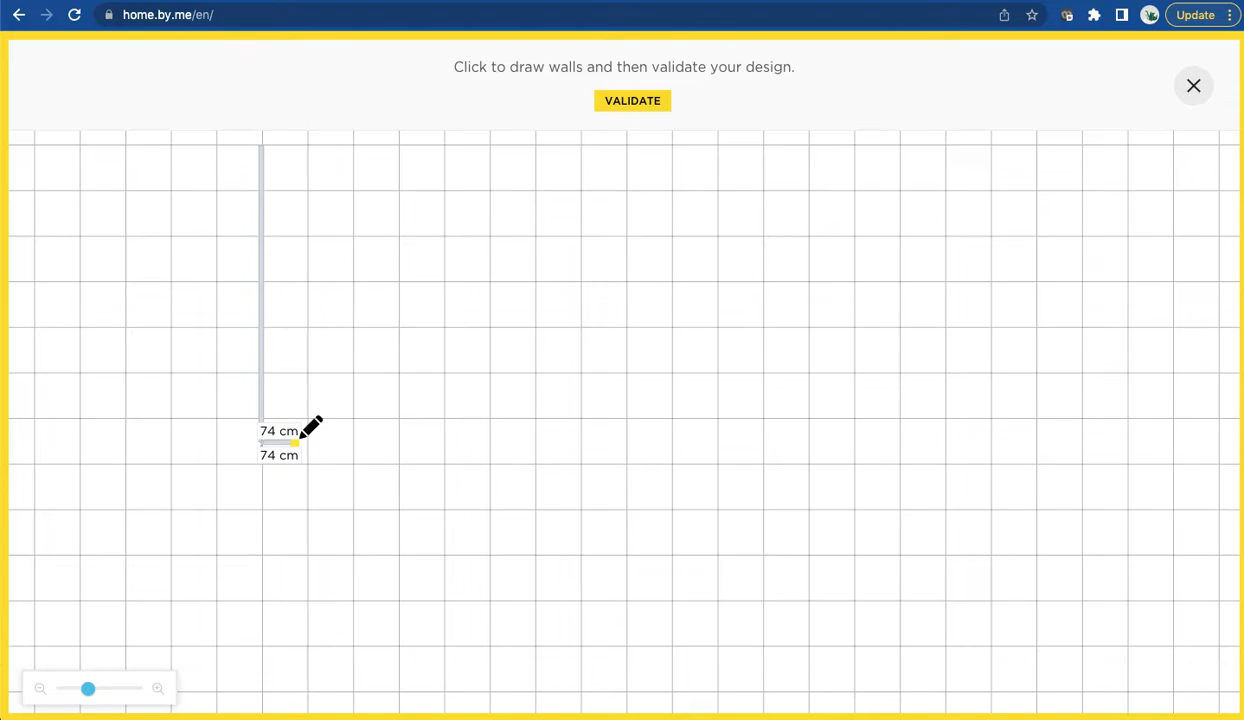 home.by.me/en/
Update
Click to draw walls and then validate your design.
VALIDATE
74 cm
74 cm